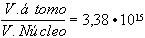 V.á tomo
V. Núcleo
= 3,38 • 10¹⁵